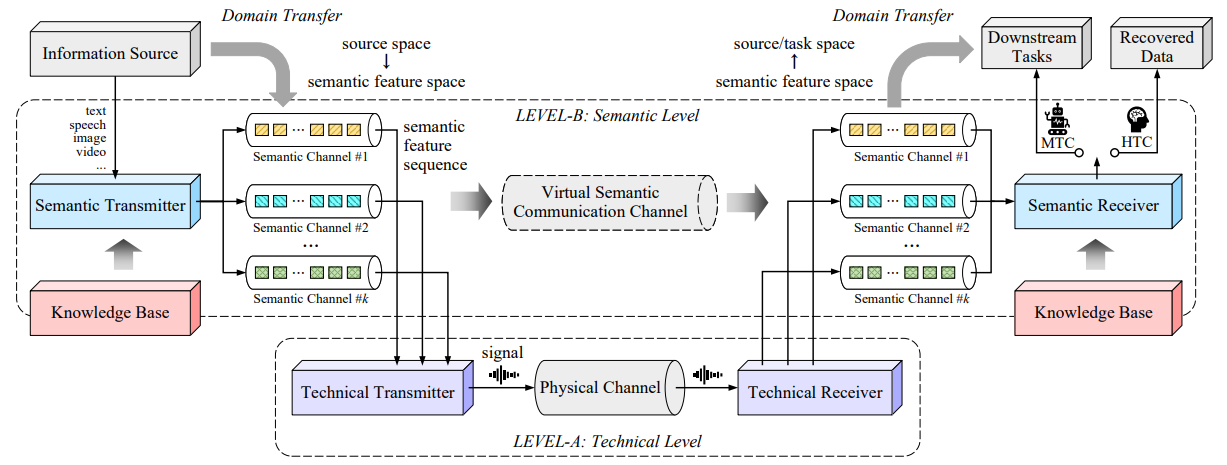 Domain Transfer
Domain Transfer
Information Source
source space
↓
semantic feature space
source/task space
↑
semantic feature space
Downstream
Tasks
Recovered
Data
LEVEL-B: Semantic Level
text
speech
image
video
...
Semantic Transmitter
Knowledge Base
...
Semantic Channel #1
...
Semantic Channel #2
...
...
Semantic Channel #k
semantic
feature
sequence
Virtual Semantic
Communication Channel
...
Semantic Channel #1
...
Semantic Channel #2
...
...
Semantic Channel #k
MTC
HTC
Semantic Receiver
Knowledge Base
Technical Transmitter
signal
Physical Channel
Technical Receiver
LEVEL-A: Technical Level